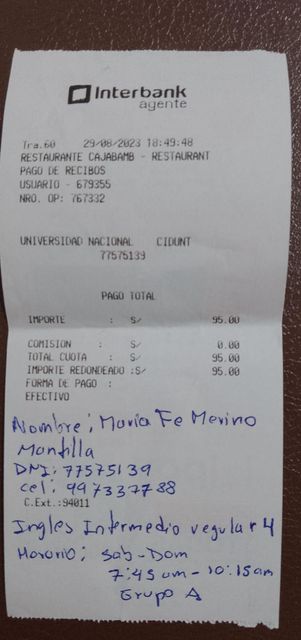 Interbank
agente
Tra.60 29/08/2023 18:49:48
RESTAURANTE CAJABAMB - RESTAURANT
PAGO DE RECIBOS
USUARIO - 679355
NRO. OP: 767332
UNIVERSIDAD NACIONAL CIDUNT
77575139
PAGO TOTAL
IMPORTE : S/ 95.00
COMISION : S/ 0.00
TOTAL CUOTA : S/ 95.00
IMPORTE REDONDEADO :S/ 95.00
FORMA DE PAGO :
EFECTIVO
Nombre: Maria Fe Merino
Montilla
DNI: 77575139
cel: 997337788
C.Ext.:94011
Ingles Intermedio regular 4
Horario: Sab-Dom
7:45 am - 10:15am
Grupo A